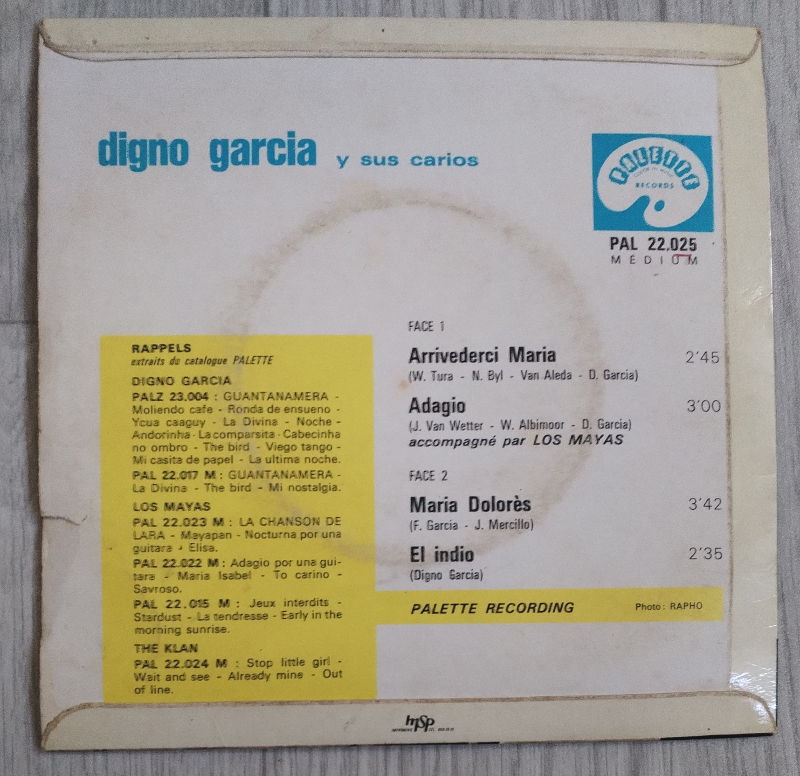 digno garcia y sus carios
PALETTE
RECORDS
PAL 22.025
MÉDIUM
FACE 1
Arrivederci Maria 2'45
(W. Tura - N. Byl - Van Aleda - D. Garcia)
Adagio 3'00
(J. Van Wetter - W. Albimoor - D. Garcia)
accompagné par LOS MAYAS
FACE 2
Maria Dolorès 3'42
(F. Garcia - J. Mercillo)
El indio 2'35
(Digno Garcia)
PALETTE RECORDING Photo : RAPHO
RAPPELS
extraits du catalogue PALETTE
DIGNO GARCIA
PALZ 23.004 : GUANTANAMERA -
Moliendo cafe - Ronda de ensueno -
Ycua caaguy - La Divina - Noche -
Andorinha - La comparsita - Cabecinha
no ombro - The bird - Viego tango -
Mi casita de papel - La ultima noche.
PAL 22.017 M : GUANTANAMERA -
La Divina - The bird - Mi nostalgia.
LOS MAYAS
PAL 22.023 M : LA CHANSON DE
LARA - Mayapan - Nocturna por una
guitara - Elisa.
PAL 22.022 M : Adagio por una gui-
tara - Maria Isabel - To carino -
Savroso.
PAL 22.015 M : Jeux interdits -
Stardust - La tendresse - Early in the
morning sunrise.
THE KLAN
PAL 22.024 M : Stop little girl -
Wait and see - Already mine - Out
of line.
msp